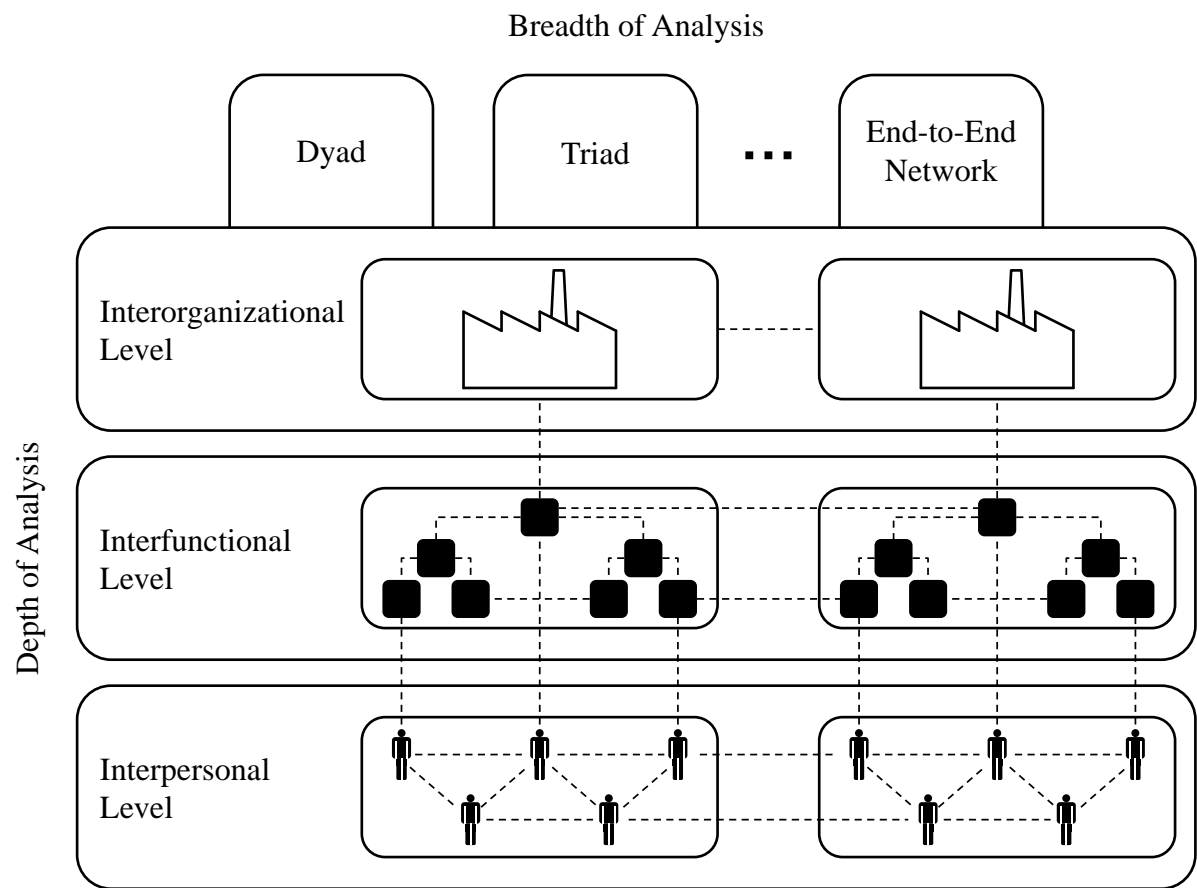 Breadth of Analysis
Dyad
Triad
...
End-to-End
Network
Interorganizational
Level
Depth of Analysis
Interfunctional
Level
Interpersonal
Level